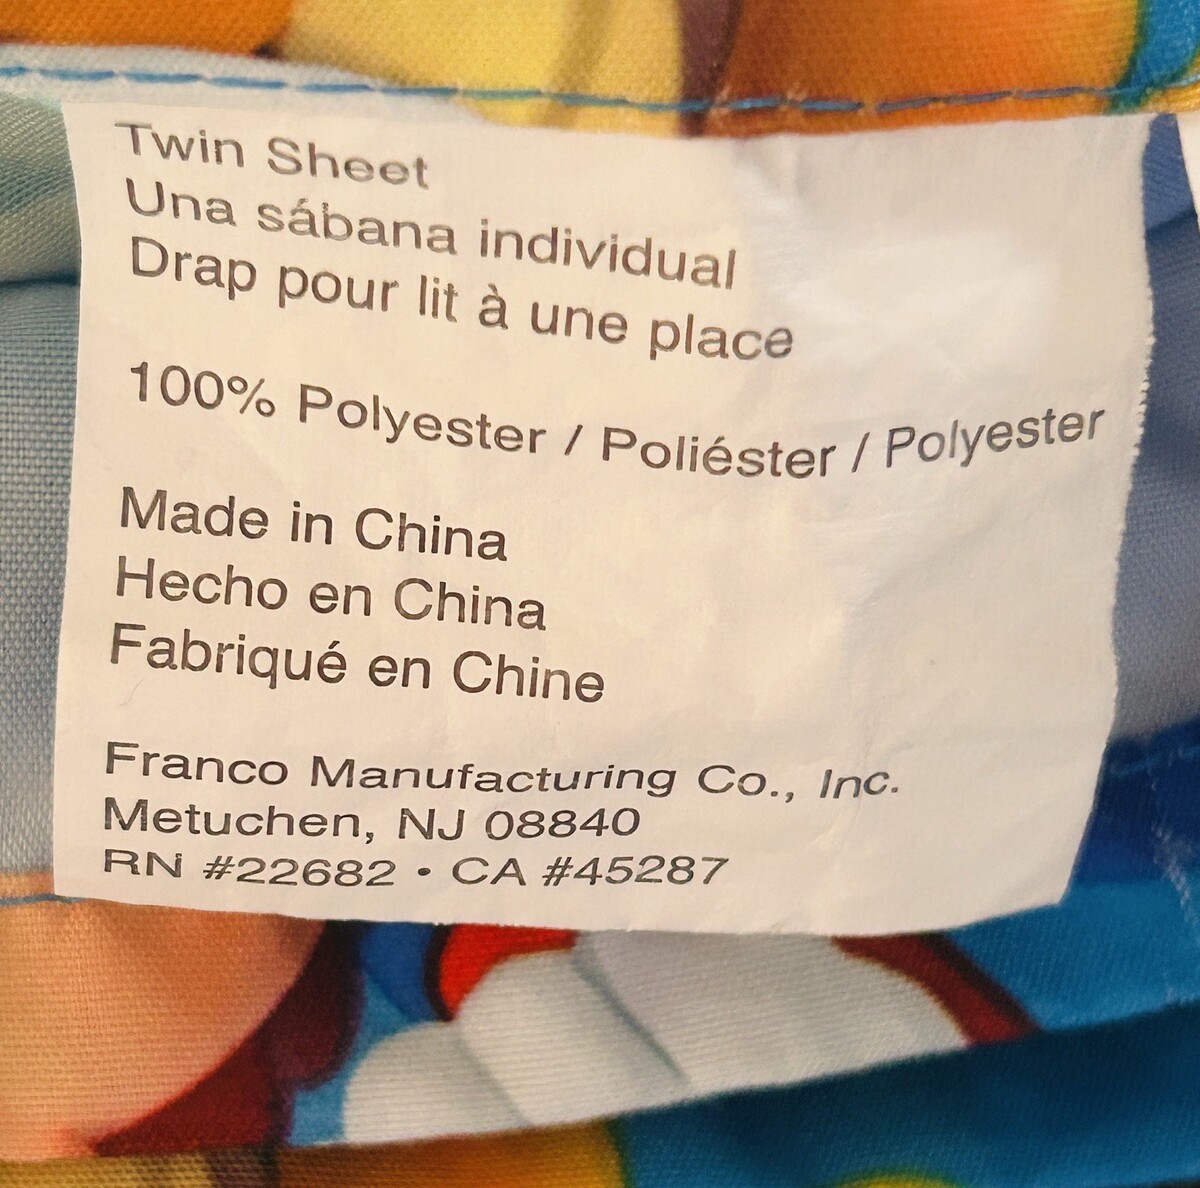 Twin Sheet
Una sábana individual
Drap pour lit à une place
100% Polyester / Poliéster / Polyester
Made in China
Hecho en China
Fabriqué en Chine
Franco Manufacturing Co., Inc.
Metuchen, NJ 08840
RN #22682 • CA #45287